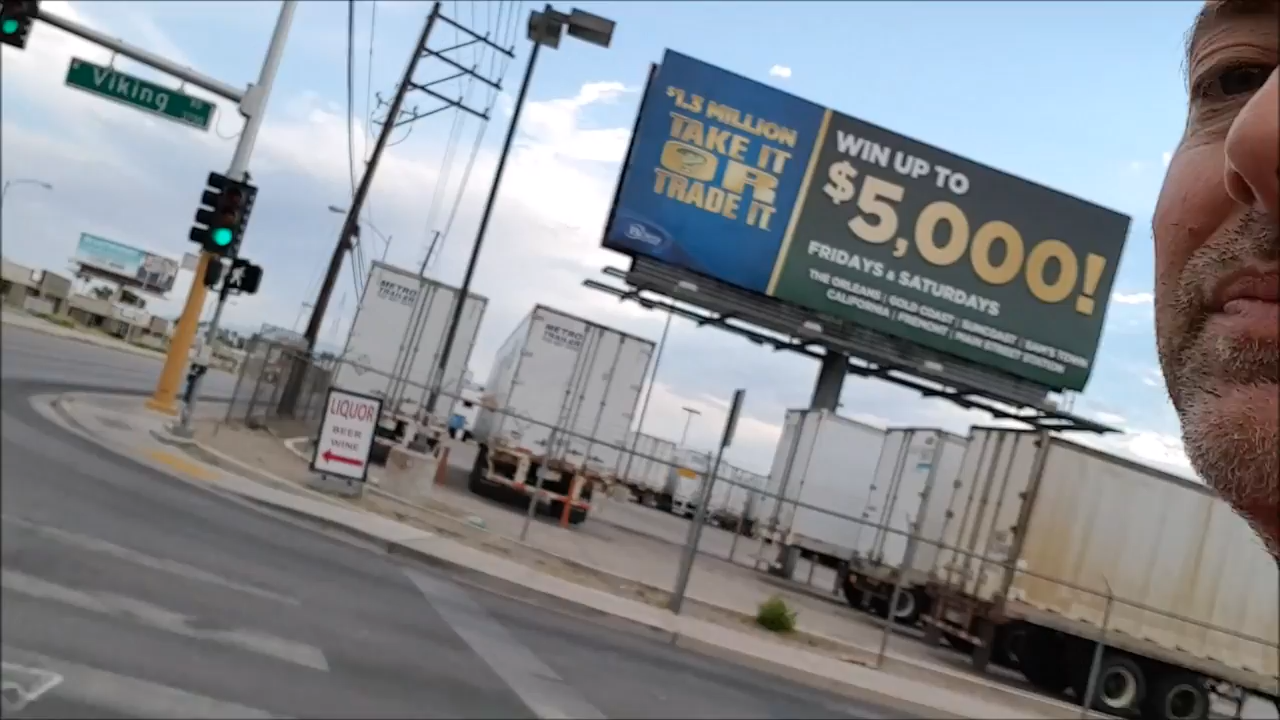 Viking
$1.3 MILLION
TAKE IT
OR
TRADE IT
WIN UP TO
$5,000!
FRIDAYS & SATURDAYS
THE ORLEANS | GOLD COAST | SUNCOAST | SAM'S TOWN
CALIFORNIA | FREMONT | MAIN STREET STATION
METRO
TRAILER
METRO
TRAILER
LIQUOR
BEER
WINE